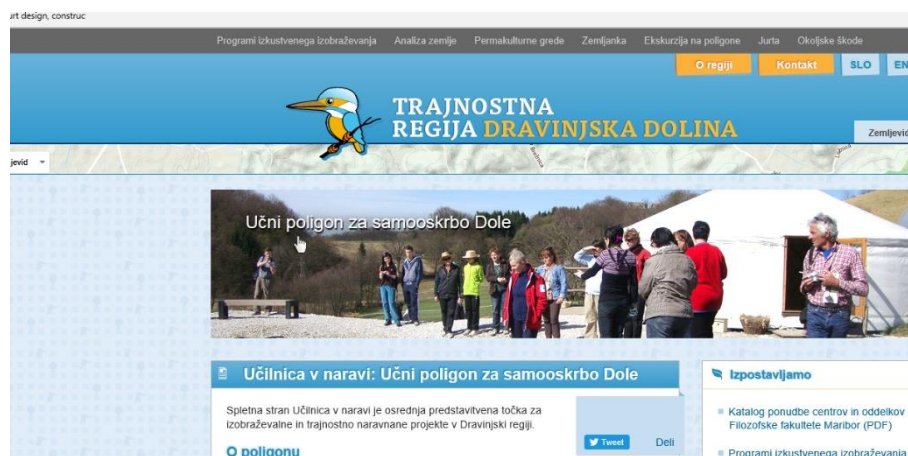 urt design, construc
Programi izkustvenega izobraževanja Analiza zemlje Permakulturne grede Zemljanka Ekskurzija na poligone Jurta Okoljske škode
O regiji Kontakt SLO EN
TRAJNOSTNA
REGIJA DRAVINJSKA DOLINA
Zemljevid
jevid
Učni poligon za samooskrbo Dole
Učilnica v naravi: Učni poligon za samooskrbo Dole
Spletna stran Učilnica v naravi je osrednja predstavitvena točka za
izobraževalne in trajnostno naravnane projekte v Dravinjski regiji.
O poligonu
Tweet Deli
Izpostavljamo
Katalog ponudbe centrov in oddelkov
Filozofske fakultete Maribor (PDF)
Programi izkustvenega izobraževanja